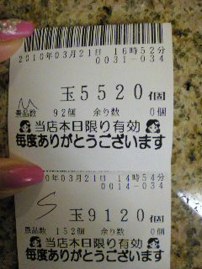 2010年03月21日 16時52分
0031-034
玉5520個
景品数 92個 余り数 0個
当店本日限り有効
毎度ありがとうございます
0年03月21日 14時54分
0014-034
玉9120個
景品数 152個 余り数 0個
当店本日限り有効
毎度ありがとうございます